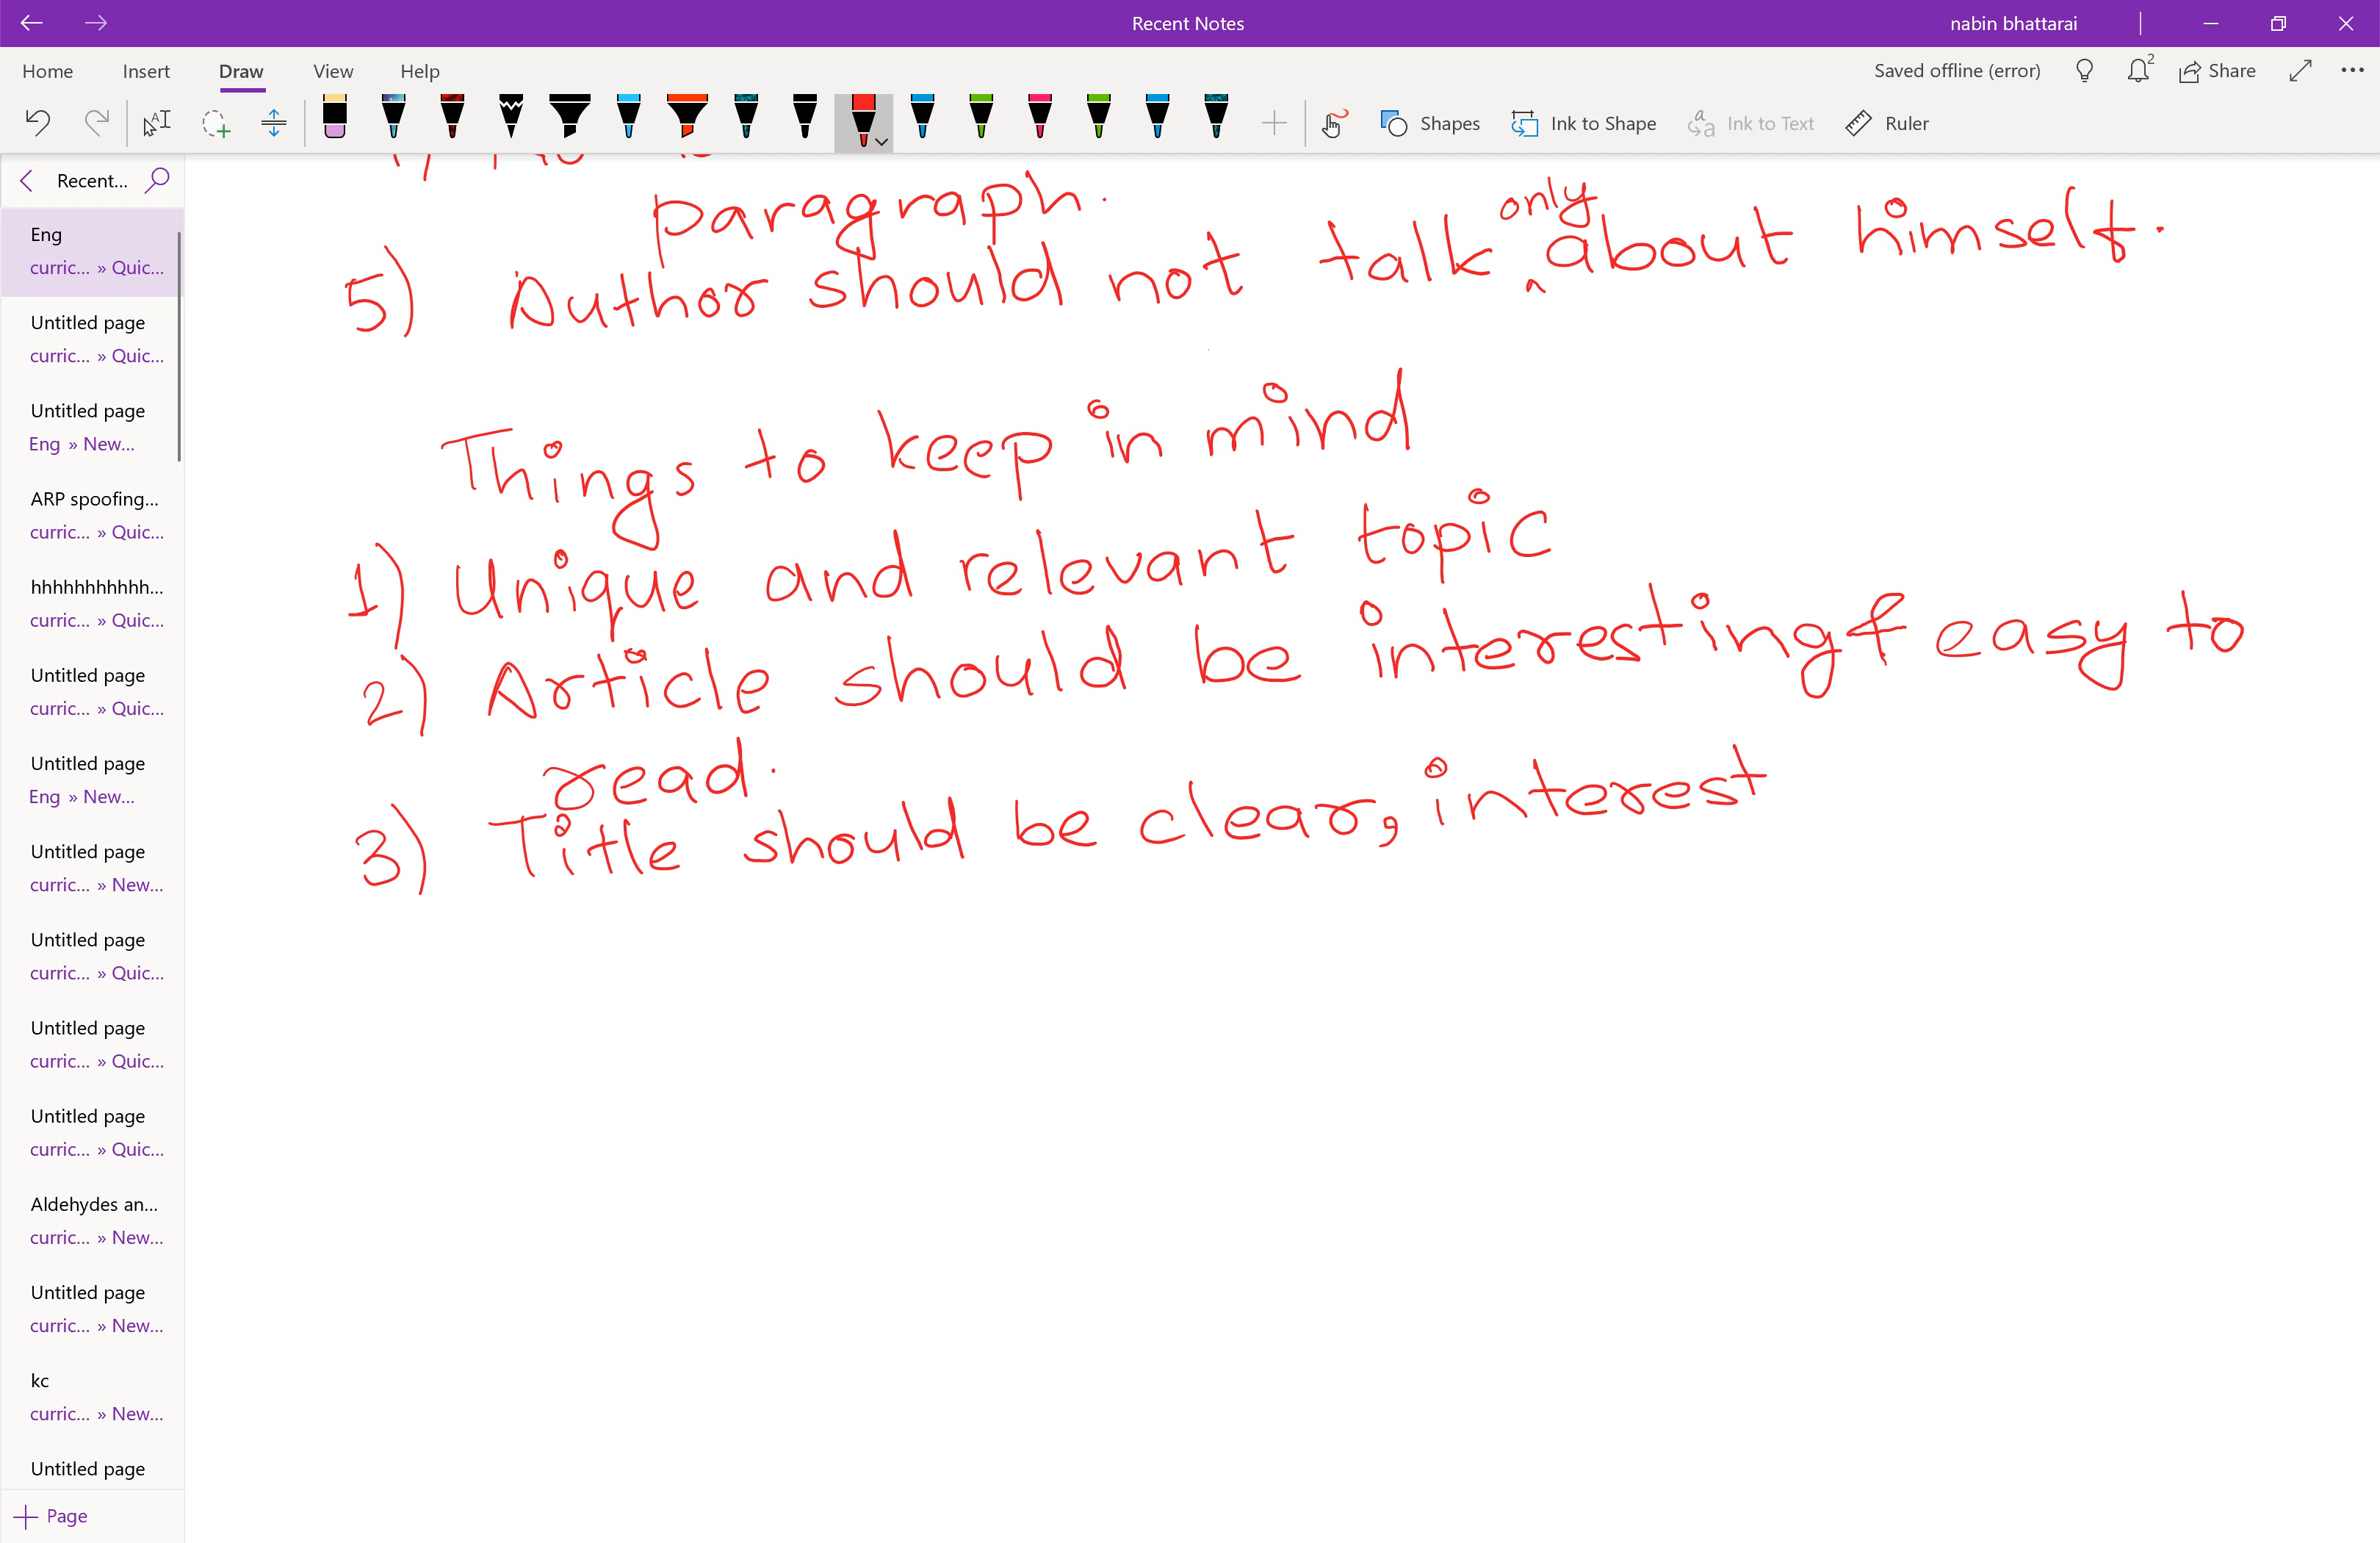 Recent Notes
nabin bhattarai
Home Insert Draw View Help
Saved offline (error)
2
Share
Shapes
Ink to Shape
Ink to Text
Ruler
Recent...
Eng
curric... » Quic...
Untitled page
curric... » Quic...
Untitled page
Eng » New...
ARP spoofing...
curric... » Quic...
hhhhhhhhhhh...
curric... » Quic...
Untitled page
curric... » Quic...
Untitled page
Eng » New...
Untitled page
curric... » New...
Untitled page
curric... » Quic...
Untitled page
curric... » Quic...
Untitled page
curric... » Quic...
Aldehydes an...
curric... » New...
Untitled page
curric... » New...
kc
curric... » New...
Untitled page
Page
paragraph.
5) Author should not talk only about himself.
Things to keep in mind
1) Unique and relevant topic
2) Article should be interesting & easy to
read.
3) Title should be clear, interest